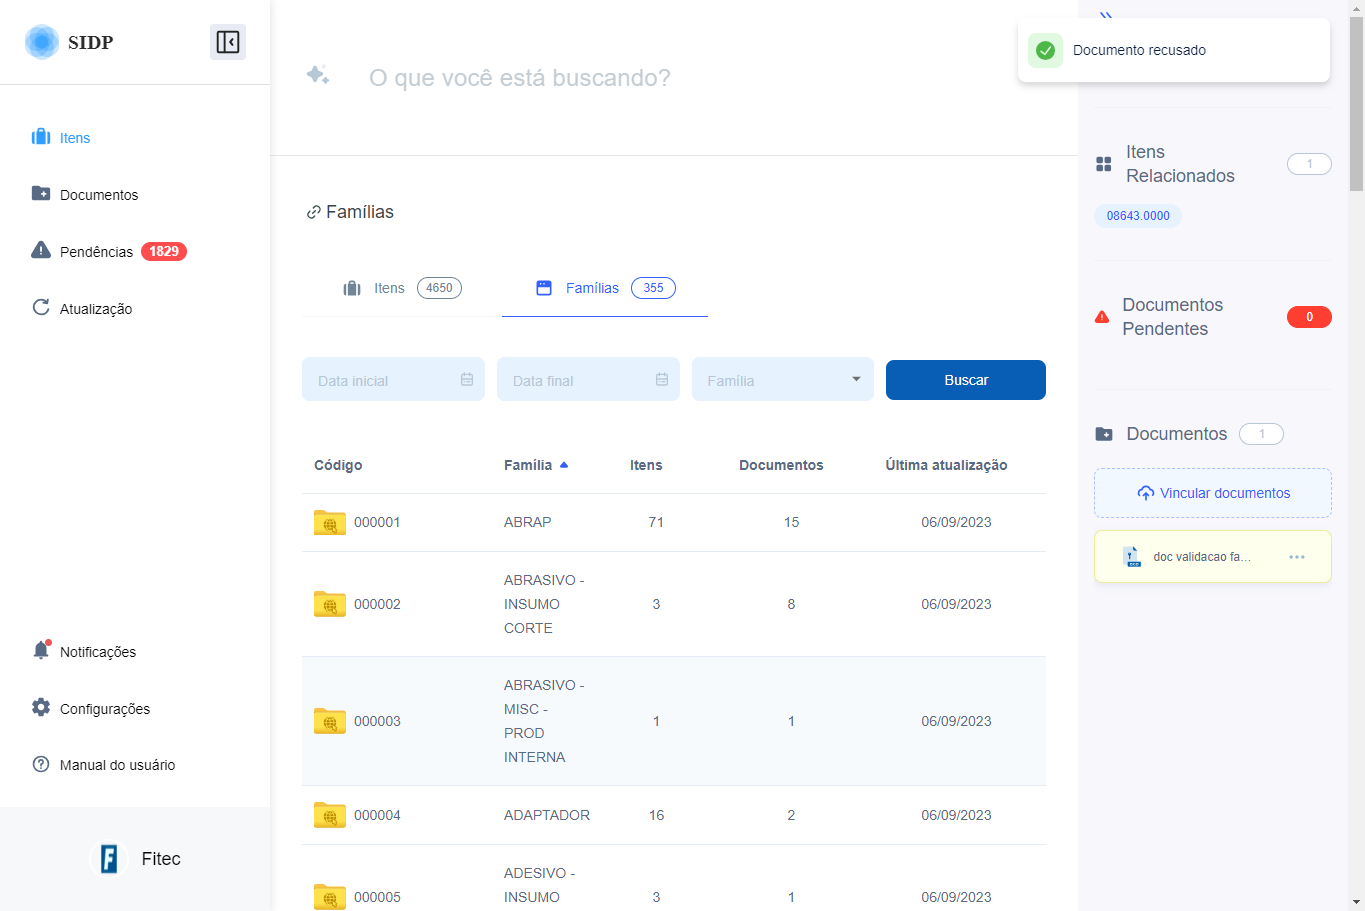 SIDP
Itens
Documentos
Pendências 1829
Atualização
Notificações
Configurações
Manual do usuário
Fitec
O que você está buscando?
Famílias
Itens 4650
Famílias 355
Data inicial
Data final
Família
Buscar
Código Família Itens Documentos Última atualização
000001 ABRAP 71 15 06/09/2023
000002 ABRASIVO - INSUMO CORTE 3 8 06/09/2023
000003 ABRASIVO - MISC - PROD INTERNA 1 1 06/09/2023
000004 ADAPTADOR 16 2 06/09/2023
000005 ADESIVO - INSUMO 3 1 06/09/2023
Documento recusado
Itens
Relacionados 1
08643.0000
Documentos
Pendentes 0
Documentos 1
Vincular documentos
doc validacao fa...